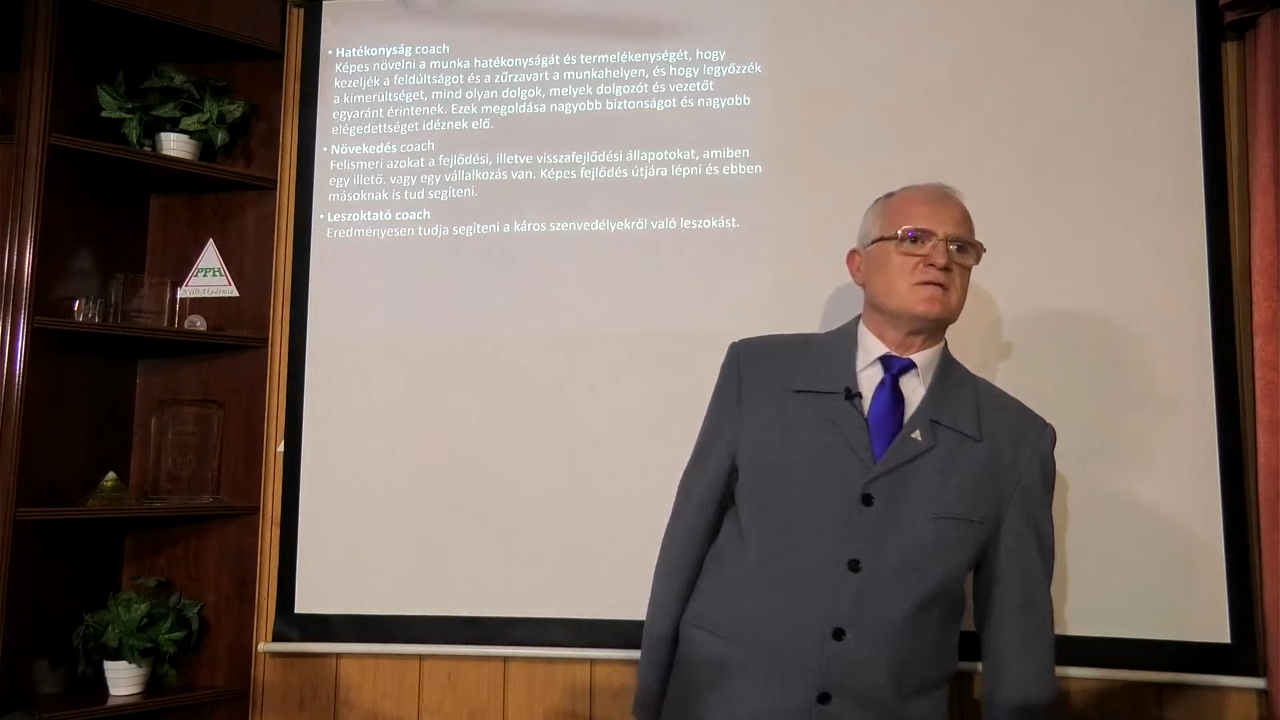 • Hatékonyság coach
Képes növelni a munka hatékonyságát és termelékenységét, hogy
kezeljék a feldúltságot és a zűrzavart a munkahelyen, és hogy legyőzzék
a kimerültséget, mind olyan dolgok, melyek dolgozót és vezetőt
egyaránt érintenek. Ezek megoldása nagyobb biztonságot és nagyobb
elégedettséget idéznek elő.
• Növekedés coach
Felismeri azokat a fejlődési, illetve visszafejlődési állapotokat, amiben
egy illető. vagy egy vállalkozás van. Képes fejlődés útjára lépni és ebben
másoknak is tud segíteni.
• Leszoktató coach
Eredményesen tudja segíteni a káros szenvedélyekről való leszokást.
PPH
Nyílt Akadémia